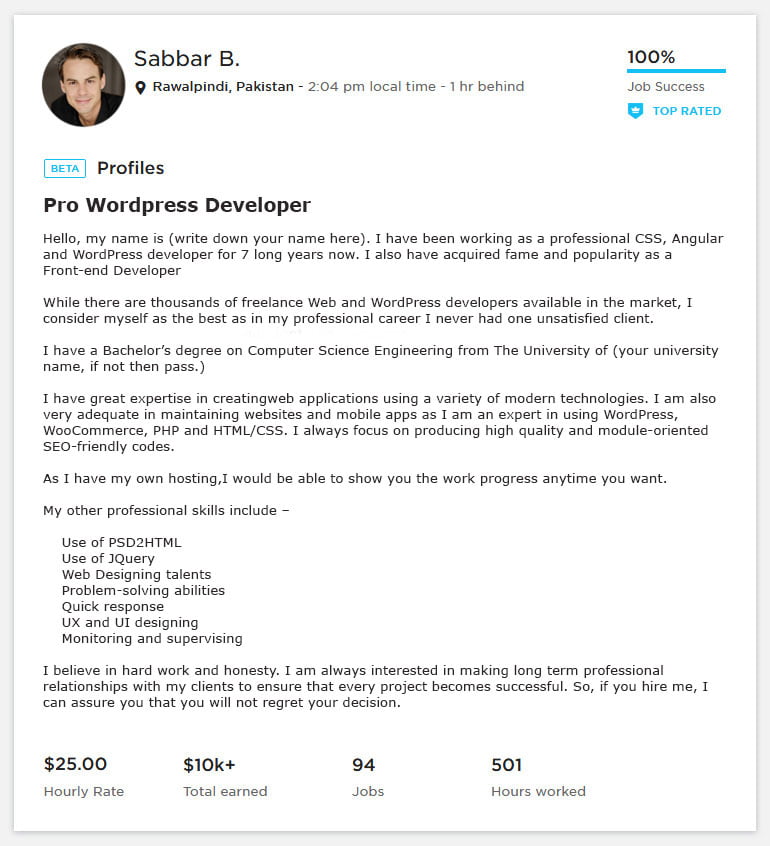 Sabbar B.
Rawalpindi, Pakistan - 2:04 pm local time - 1 hr behind
100%
Job Success
TOP RATED
BETA Profiles
Pro Wordpress Developer
Hello, my name is (write down your name here). I have been working as a professional CSS, Angular
and WordPress developer for 7 long years now. I also have acquired fame and popularity as a
Front-end Developer
While there are thousands of freelance Web and WordPress developers available in the market, I
consider myself as the best as in my professional career I never had one unsatisfied client.
I have a Bachelor’s degree on Computer Science Engineering from The University of (your university
name, if not then pass.)
I have great expertise in creatingweb applications using a variety of modern technologies. I am also
very adequate in maintaining websites and mobile apps as I am an expert in using WordPress,
WooCommerce, PHP and HTML/CSS. I always focus on producing high quality and module-oriented
SEO-friendly codes.
As I have my own hosting,I would be able to show you the work progress anytime you want.
My other professional skills include –
Use of PSD2HTML
Use of JQuery
Web Designing talents
Problem-solving abilities
Quick response
UX and UI designing
Monitoring and supervising
I believe in hard work and honesty. I am always interested in making long term professional
relationships with my clients to ensure that every project becomes successful. So, if you hire me, I
can assure you that you will not regret your decision.
$25.00 $10k+ 94 501
Hourly Rate Total earned Jobs Hours worked